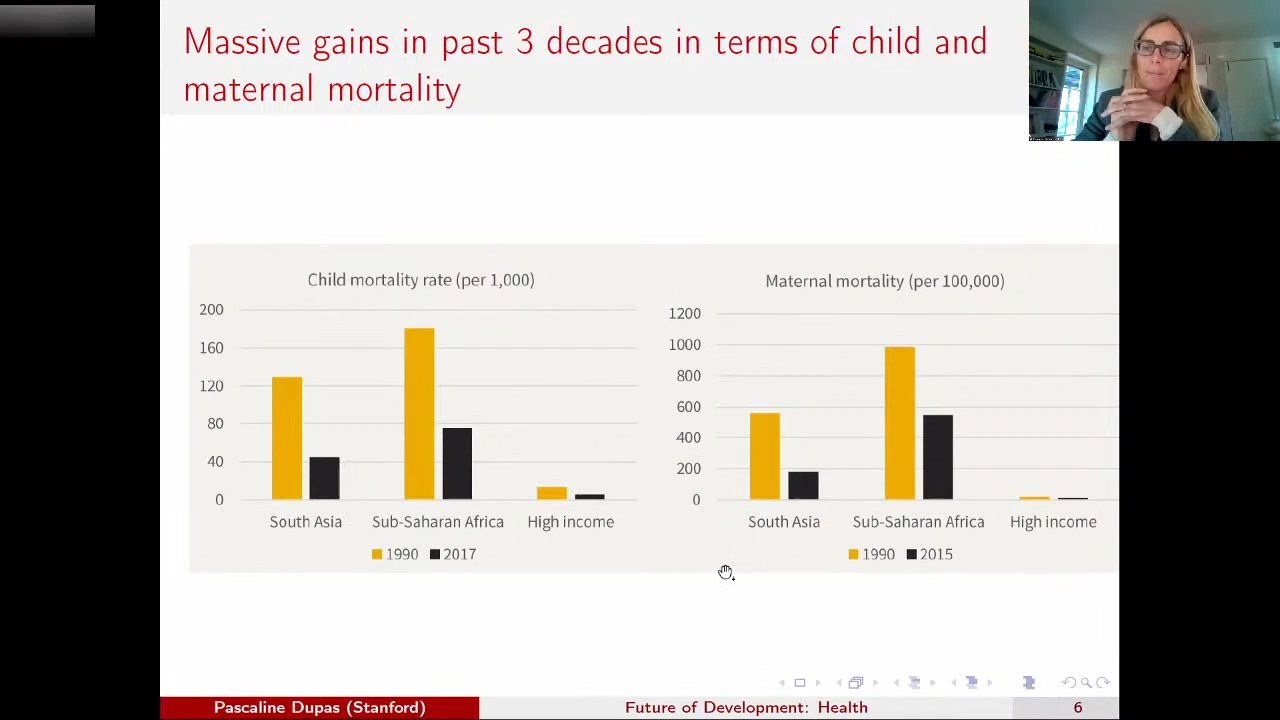 Massive gains in past 3 decades in terms of child and
maternal mortality
Child mortality rate (per 1,000)
200
160
120
80
40
0
South Asia
Sub-Saharan Africa
High income
1990
2017
Maternal mortality (per 100,000)
1200
1000
800
600
400
200
0
South Asia
Sub-Saharan Africa
High income
1990
2015
Pascaline Dupas (Stanford)
Future of Development: Health
6